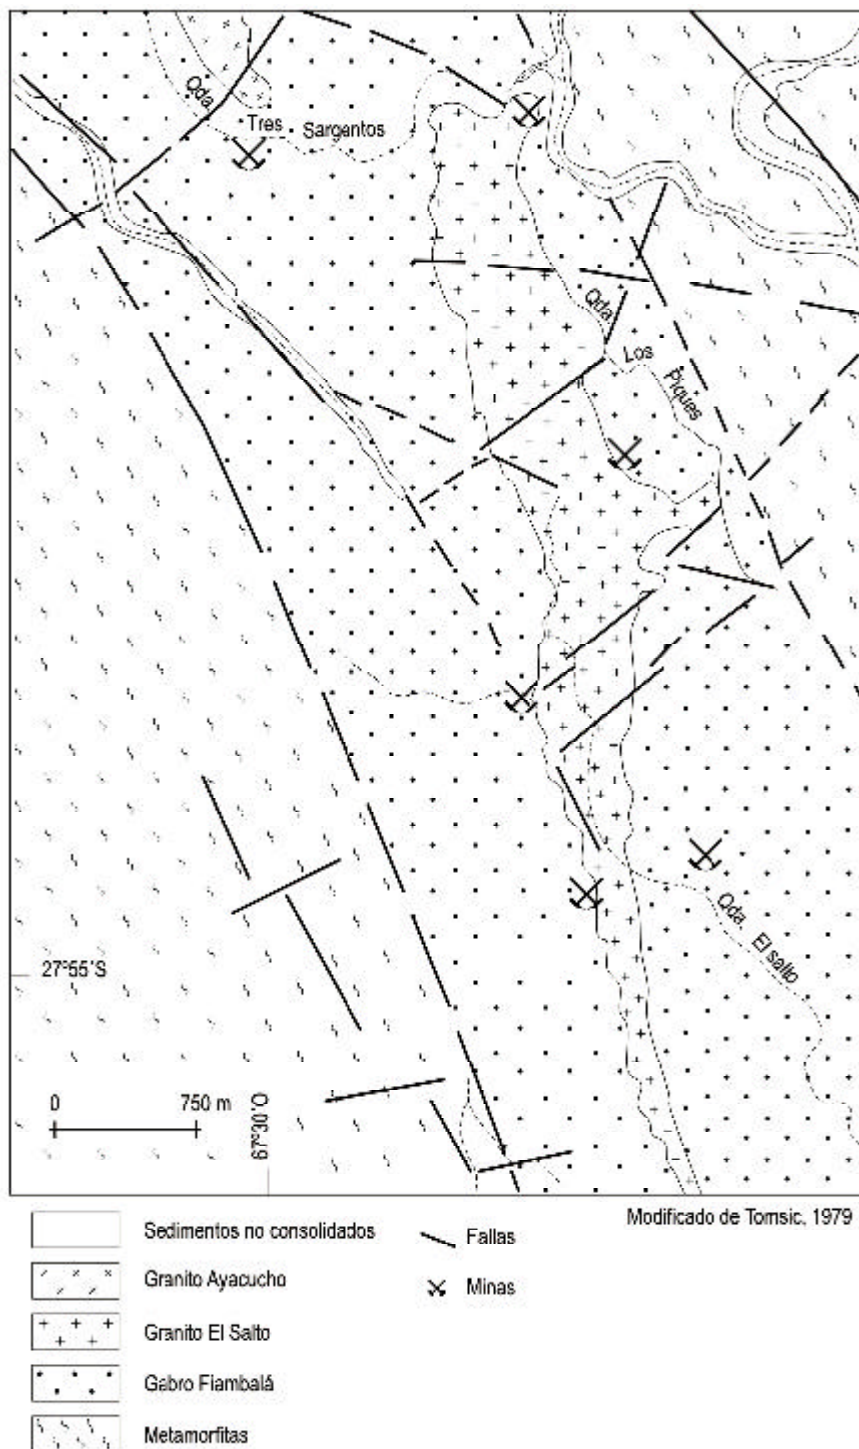 Qda.
Tres Sargentos
Qda
Los
Piques
Qda El salto
27°55´S
0 750 m
67°30´O.
Modificado de Tomsic, 1979
Sedimentos no consolidados
Fallas
Granito Ayacucho
Minas
Granito El Salto
Gabro Fiambalá
Metamorfitas